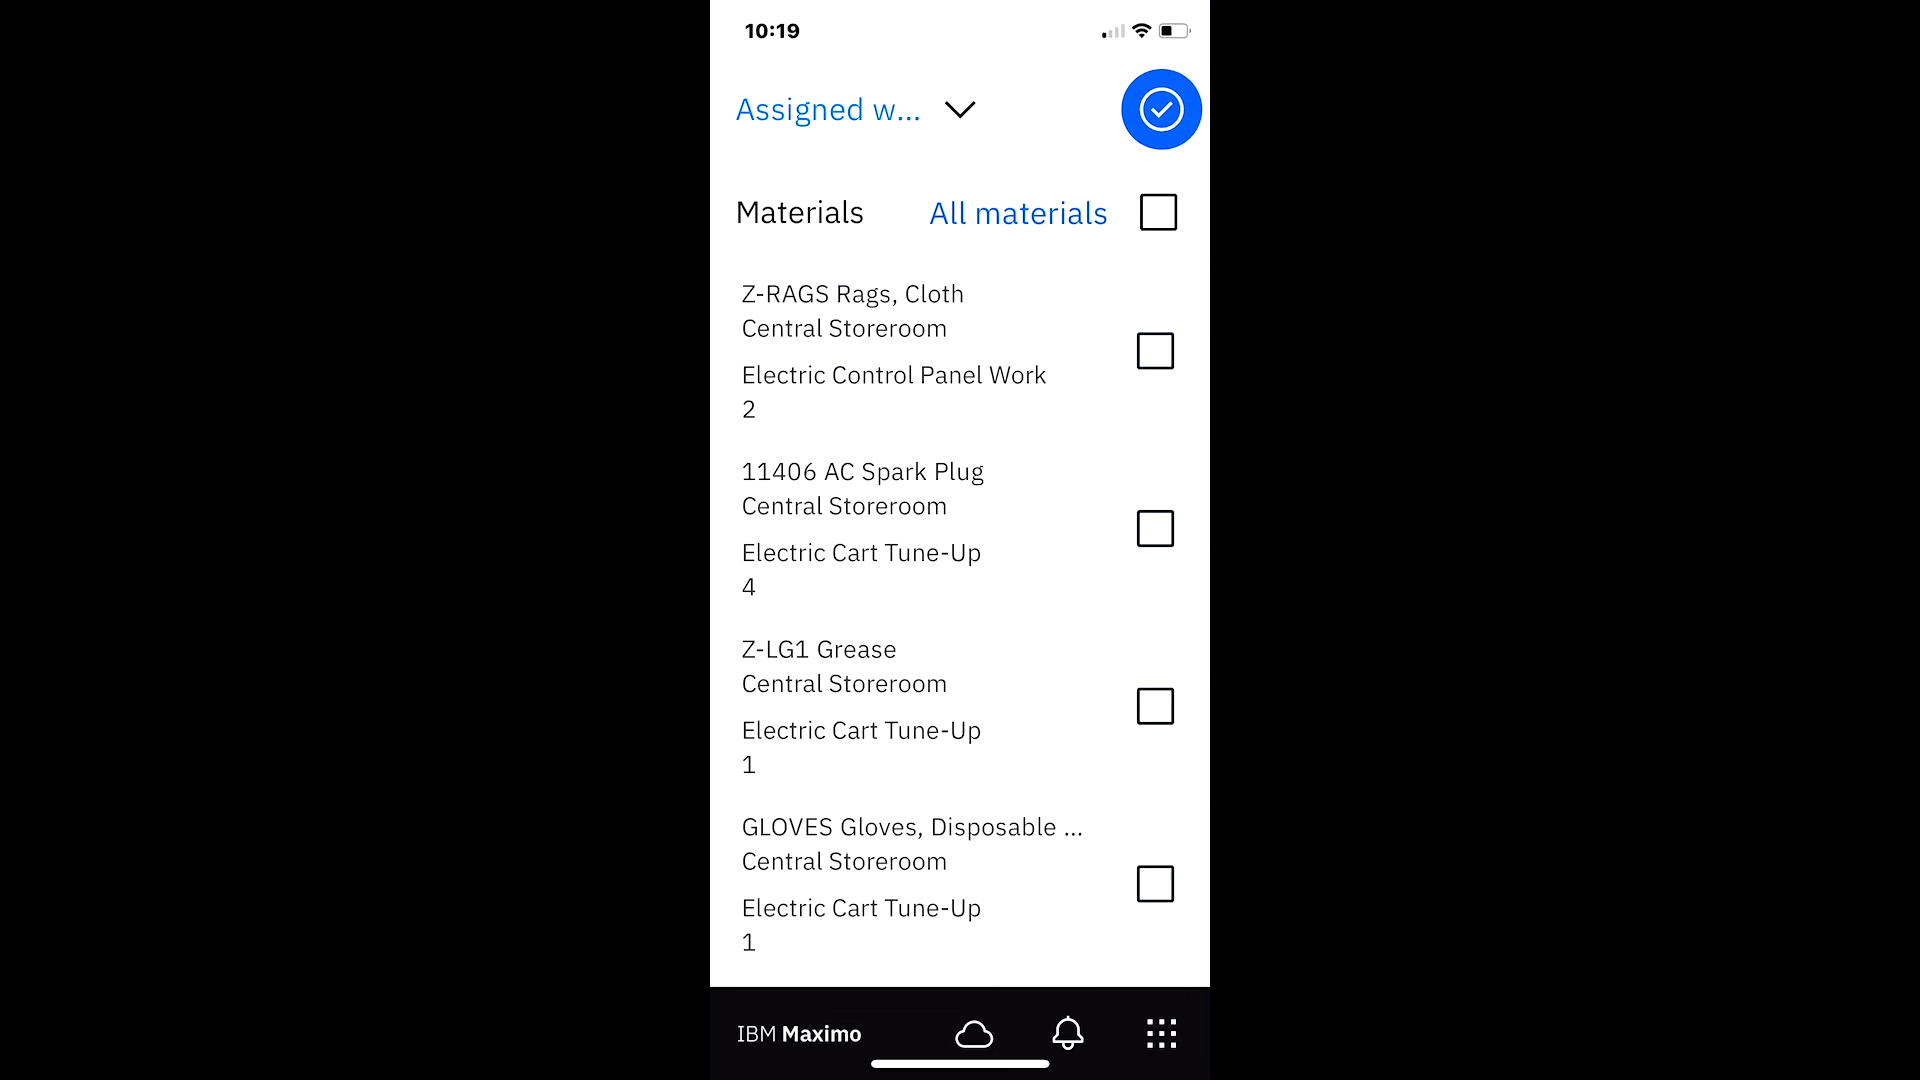 10:19
Assigned w...
Materials
All materials
Z-RAGS Rags, Cloth
Central Storeroom
Electric Control Panel Work
2
11406 AC Spark Plug
Central Storeroom
Electric Cart Tune-Up
4
Z-LG1 Grease
Central Storeroom
Electric Cart Tune-Up
1
GLOVES Gloves, Disposable ...
Central Storeroom
Electric Cart Tune-Up
1
IBM Maximo